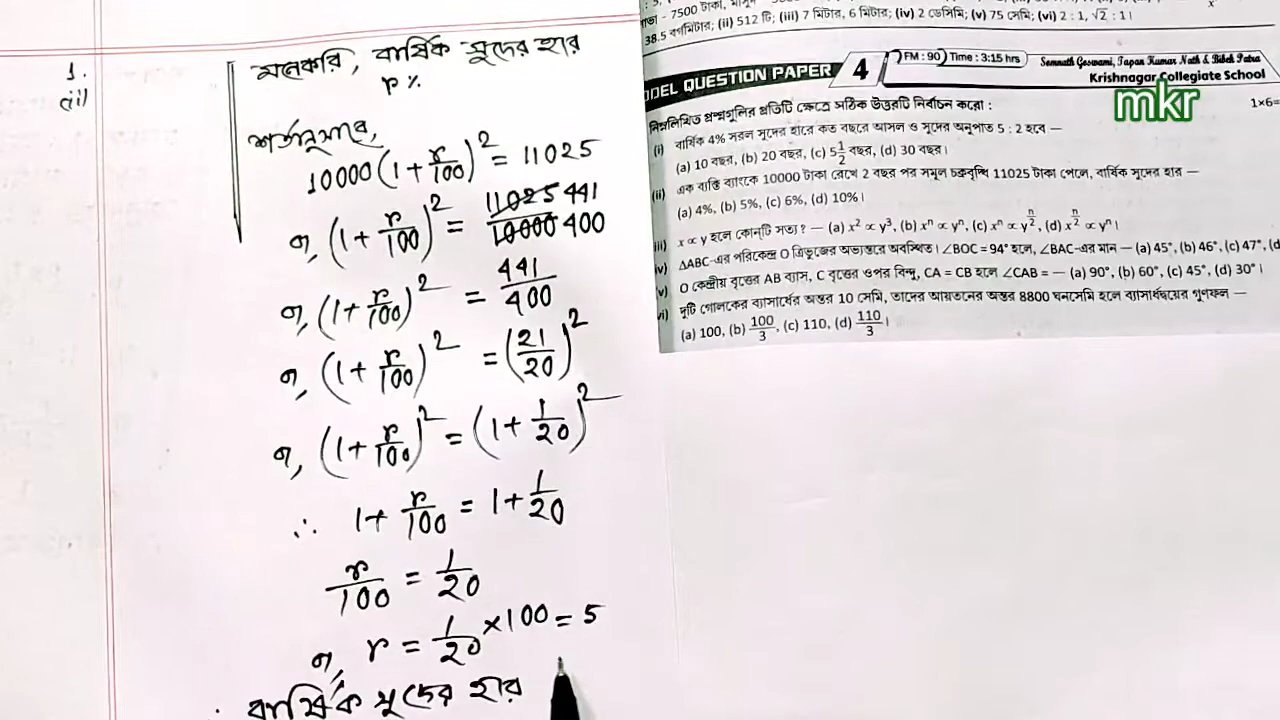 1.
(ii)
মনেকরি, বার্ষিক সুদের হার
r %
শর্তানুসারে,
10000(1+r/100)² = 11025
বা, (1+r/100)² = 11025 441/10000 400
বা, (1+r/100)² = 441/400
বা, (1+r/100)² = (21/20)²
বা, (1+r/100)² = (1+1/20)²
∴ 1+r/100 = 1+1/20
r/100 = 1/20
বা, r = 1/20 ×100 = 5
∴ বার্ষিক সুদের হার
- 7500 টাকা,
38.5 বর্গমিটার; (ii) 512 টি; (iii) 7 মিটার, 6 মিটার; (iv) 2 ডেসিমি; (v) 75 সেমি; (vi) 2 : 1, √2 : 1।
ODEL QUESTION PAPER 4 FM : 90 Time : 3:15 hrs Somnath Goswami, Tapan Kumar Nath & Bibek Patra
Krishnagar Collegiate School
mkr
নিম্নলিখিত প্রশ্নগুলির প্রতিটি ক্ষেত্রে সঠিক উত্তরটি নির্বাচন করো : 1×6=
(i) বার্ষিক 4% সরল সুদের হারে কত বছরে আসল ও সুদের অনুপাত 5 : 2 হবে —
(a) 10 বছর, (b) 20 বছর, (c) 5½ বছর, (d) 30 বছর।
(ii) এক ব্যক্তি ব্যাংকে 10000 টাকা রেখে 2 বছর পর সমূল চক্রবৃদ্ধি 11025 টাকা পেলে, বার্ষিক সুদের হার —
(a) 4%, (b) 5%, (c) 6%, (d) 10%।
iii) x ∝ y হলে কোন্‌টি সত্য? — (a) x² ∝ y³, (b) xⁿ ∝ yⁿ, (c) xⁿ ∝ y^(n/2), (d) x^(n/2) ∝ yⁿ।
iv) ΔABC-এর পরিকেন্দ্র O ত্রিভুজের অভ্যন্তরে অবস্থিত। ∠BOC = 94° হলে, ∠BAC-এর মান — (a) 45°, (b) 46°, (c) 47°, (d
v) O কেন্দ্রীয় বৃত্তের AB ব্যাস, C বৃত্তের ওপর বিন্দু, CA = CB হলে ∠CAB = — (a) 90°, (b) 60°, (c) 45°, (d) 30°।
vi) দুটি গোলকের ব্যাসার্ধের অন্তর 10 সেমি, তাদের আয়তনের অন্তর 8800 ঘনসেমি হলে ব্যাসার্ধদ্বয়ের গুণফল —
(a) 100, (b) 100/3, (c) 110, (d) 110/3।